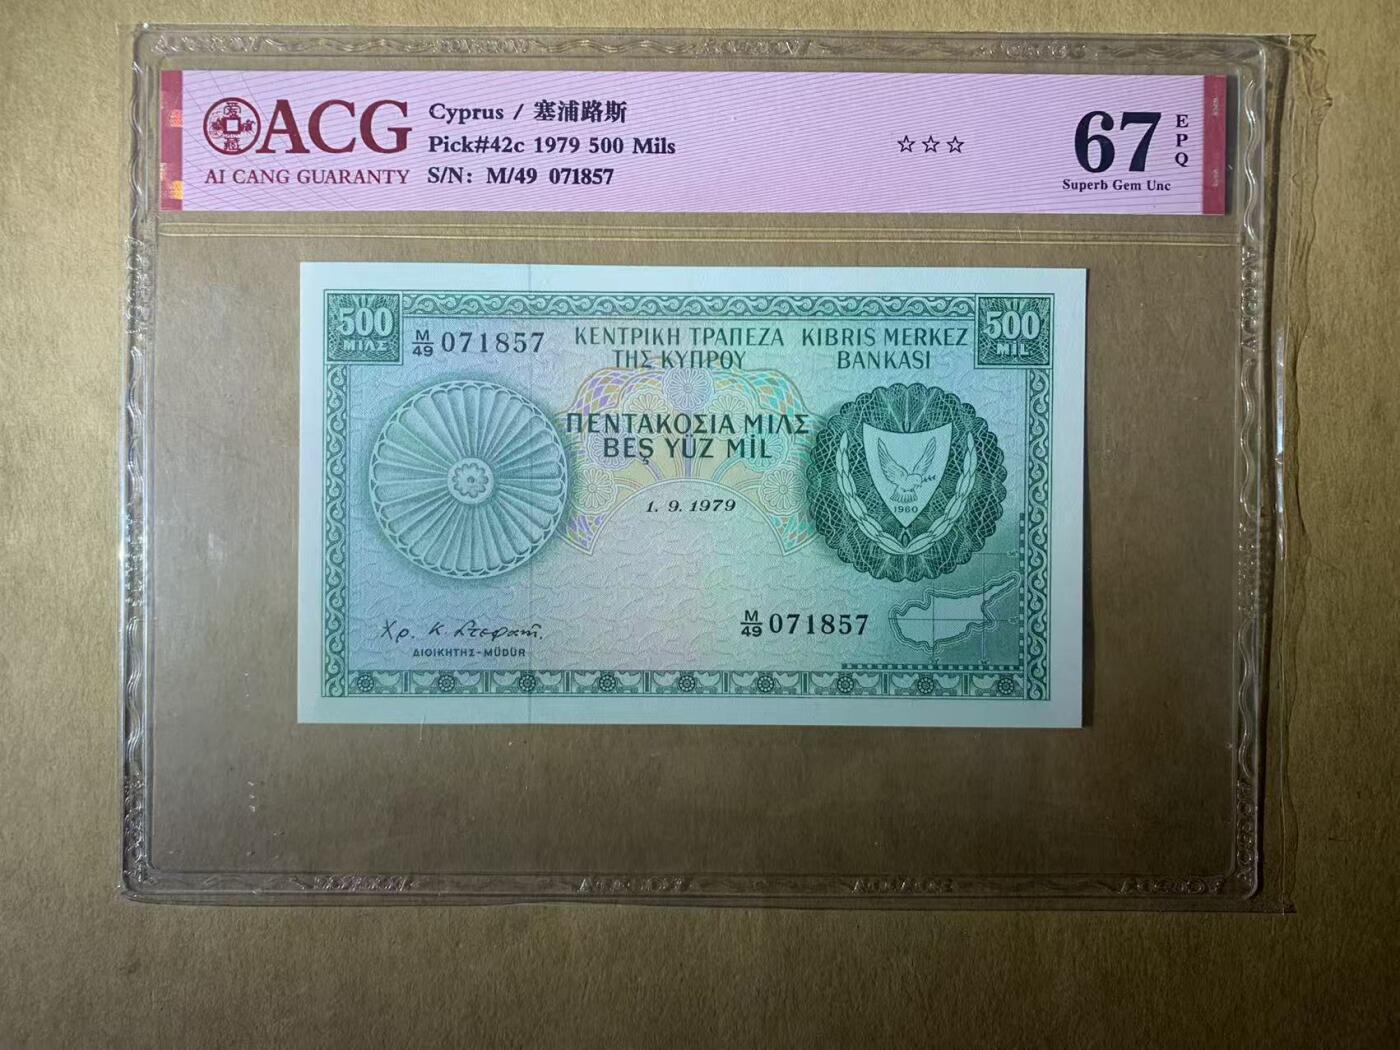 ACG
AI CANG GUARANTY
Cyprus / 塞浦路斯
Pick#42c 1979 500 Mils
S/N: M/49 071857
☆☆☆
67
EPQ
Superb Gem Unc
500
ΜΙΛΣ
M/49 071857
ΚΕΝΤΡΙΚΗ ΤΡΑΠΕΖΑ
ΤΗΣ ΚΥΠΡΟΥ
KIBRIS MERKEZ
BANKASI
500
MİL
ΠΕΝΤΑΚΟΣΙΑ ΜΙΛΣ
BEŞ YÜZ MİL
1. 9. 1979
1960
M/49 071857
Χρ. Κ. Στεφανι.
ΔΙΟΙΚΗΤΗΣ-MÜDÜR